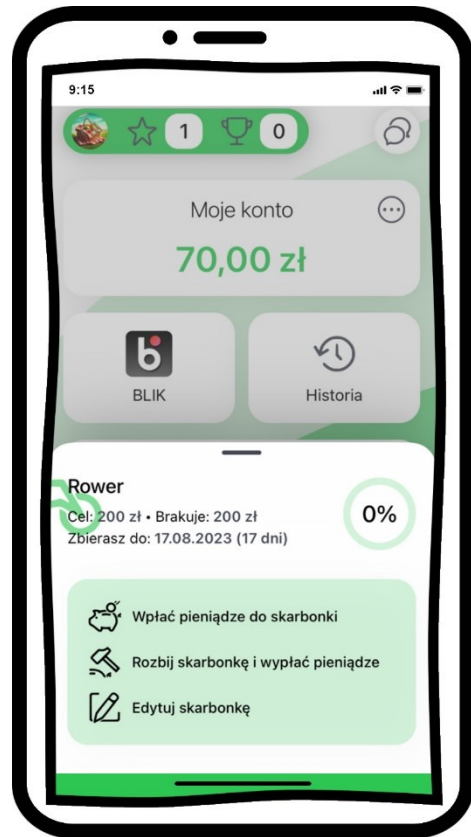 9:15
1 0
Moje konto
70,00 zł
BLIK
Historia
Rower
Cel: 200 zł • Brakuje: 200 zł
Zbierasz do: 17.08.2023 (17 dni)
0%
Wpłać pieniądze do skarbonki
Rozbij skarbonkę i wypłać pieniądze
Edytuj skarbonkę